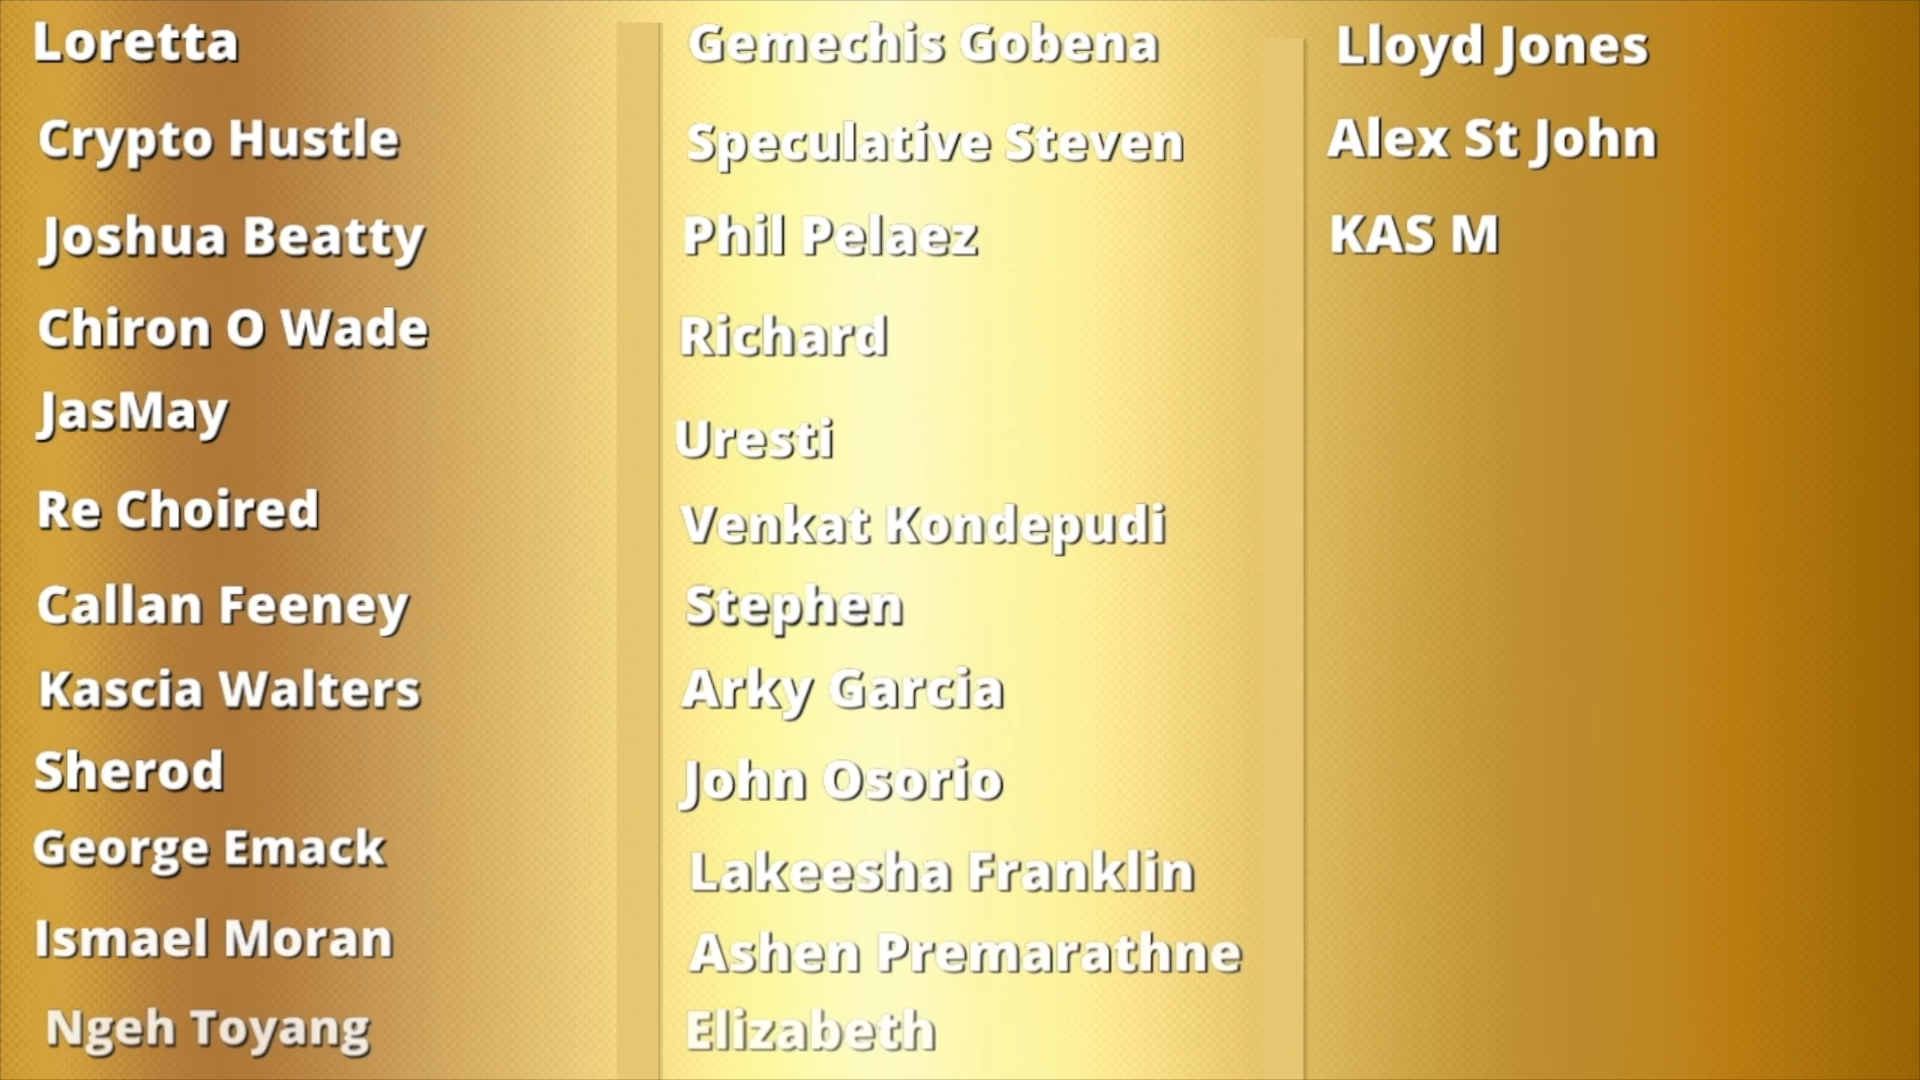 Loretta
Crypto Hustle
Joshua Beatty
Chiron O Wade
JasMay
Re Choired
Callan Feeney
Kascia Walters
Sherod
George Emack
Ismael Moran
Ngeh Toyang
Gemechis Gobena
Speculative Steven
Phil Pelaez
Richard
Uresti
Venkat Kondepudi
Stephen
Arky Garcia
John Osorio
Lakeesha Franklin
Ashen Premarathne
Elizabeth
Lloyd Jones
Alex St John
KAS M